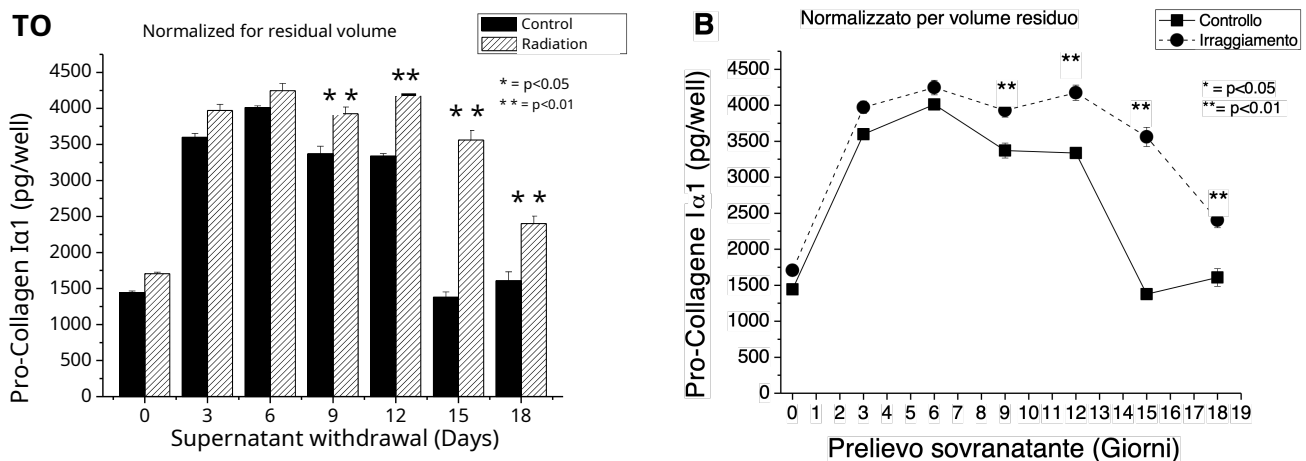 TO
Normalized for residual volume
Control
Radiation
* = p<0.05
* * = p<0.01
4500
4000
3500
3000
2500
2000
1500
1000
500
0
Pro-Collagen Iα1 (pg/well)
* *
**
* *
* *
0 3 6 9 12 15 18
Supernatant withdrawal (Days)
B
Normalizzato per volume residuo
Controllo
Irraggiamento
* = p<0.05
**= p<0.01
4500
4000
3500
3000
2500
2000
1500
1000
500
0
Pro-Collagene Iα1 (pg/well)
**
**
**
**
0 1 2 3 4 5 6 7 8 9 10 11 12 13 14 15 16 17 18 19
Prelievo sovranatante (Giorni)